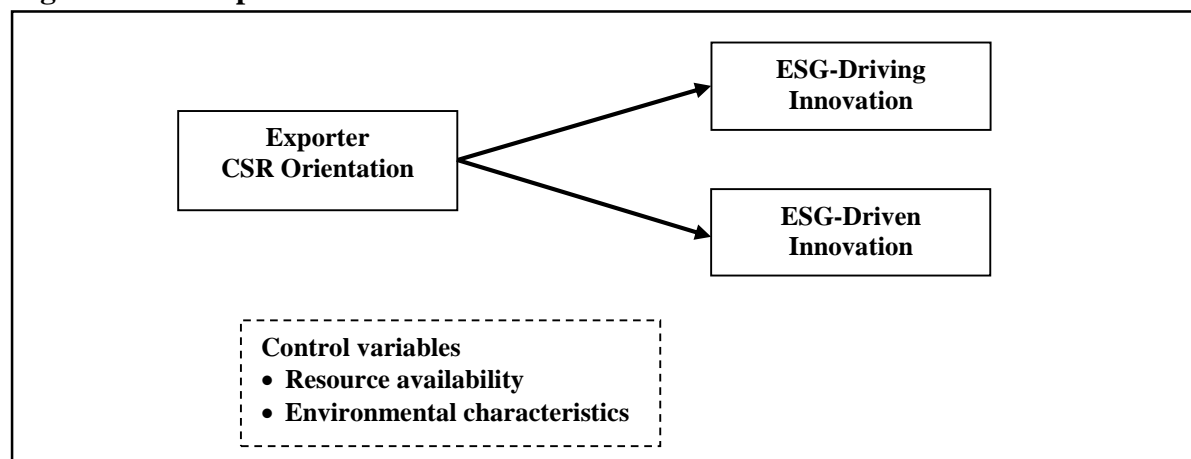 Exporter
CSR Orientation
ESG-Driving
Innovation
ESG-Driven
Innovation
Control variables
• Resource availability
• Environmental characteristics